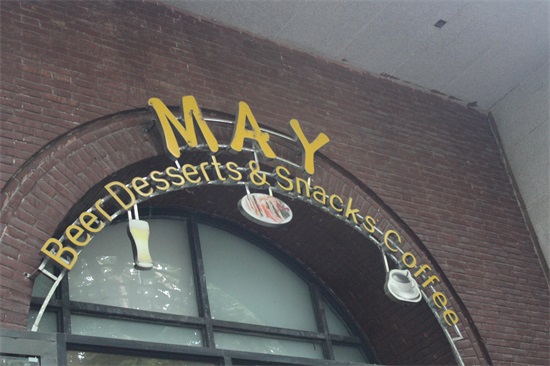 MAY
Beer Desserts & Snacks Coffee